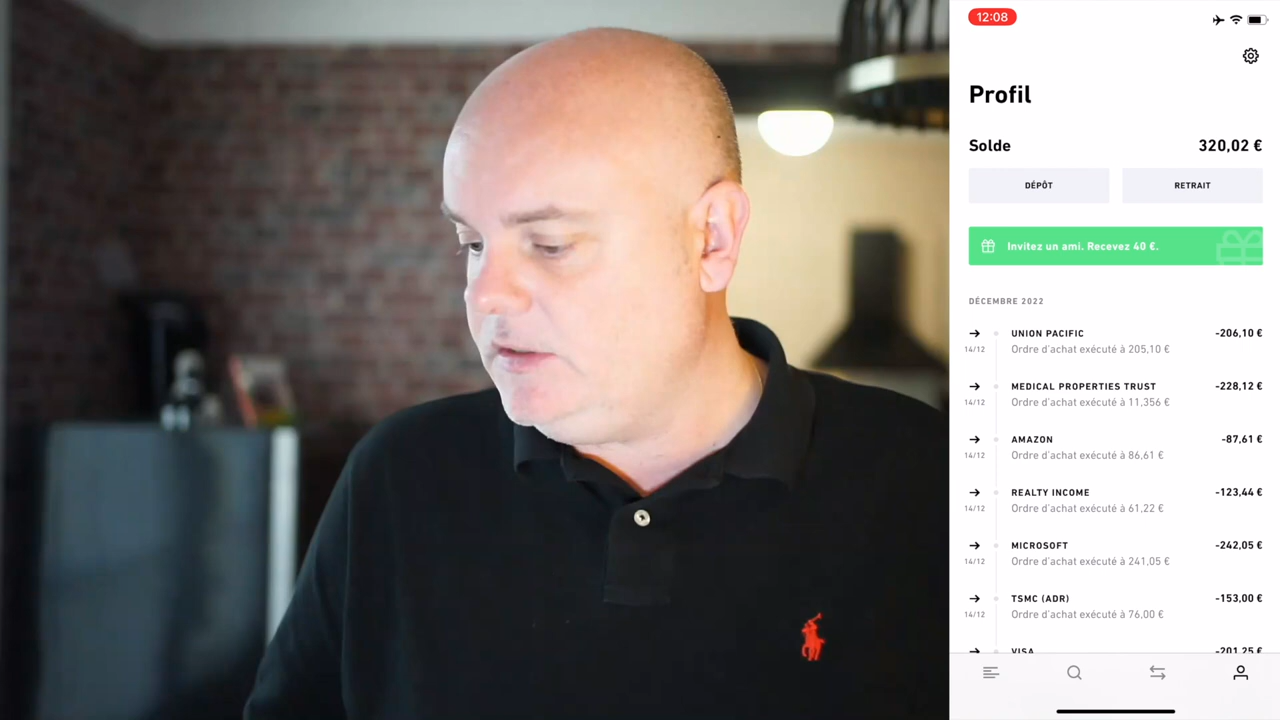 12:08
Profil
Solde 320,02 €
DÉPÔT RETRAIT
Invitez un ami. Recevez 40 €.
DÉCEMBRE 2022
UNION PACIFIC -206,10 €
14/12 Ordre d'achat exécuté à 205,10 €
MEDICAL PROPERTIES TRUST -228,12 €
14/12 Ordre d'achat exécuté à 11,356 €
AMAZON -87,61 €
14/12 Ordre d'achat exécuté à 86,61 €
REALTY INCOME -123,44 €
14/12 Ordre d'achat exécuté à 61,22 €
MICROSOFT -242,05 €
14/12 Ordre d'achat exécuté à 241,05 €
TSMC (ADR) -153,00 €
14/12 Ordre d'achat exécuté à 76,00 €
VISA -201,25 €